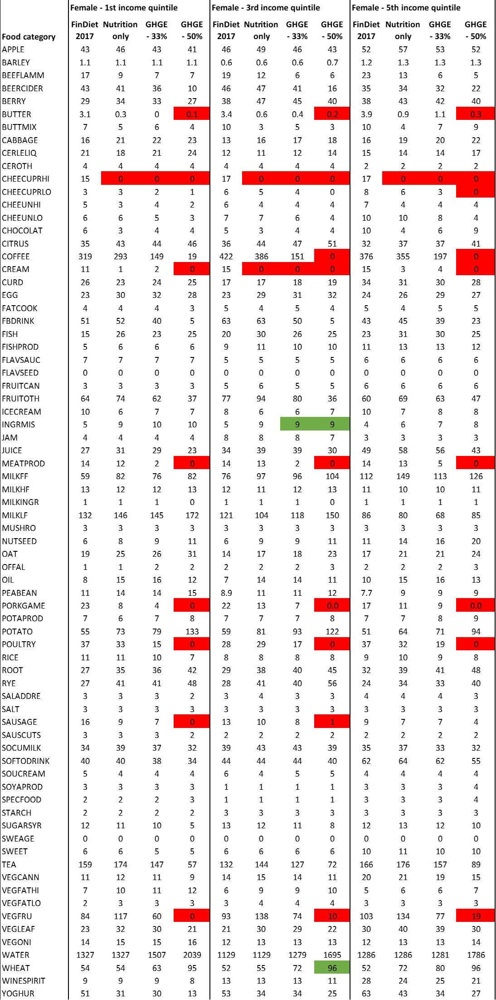 Female - 1st income quintile Female - 3rd income quintile Female - 5th income quintile
FinDiet Nutrition GHGE GHGE FinDiet Nutrition GHGE GHGE FinDiet Nutrition GHGE GHGE
Food category 2017 only - 33% - 50% 2017 only - 33% - 50% 2017 only - 33% - 50%
APPLE 43 46 43 41 46 49 46 43 52 57 53 52
BARLEY 1.1 1.1 1.1 1.1 0.6 0.6 0.6 0.7 1.2 1.3 1.3 1.3
BEEFLAMM 17 9 7 7 19 12 6 6 23 13 6 5
BEERCIDER 43 41 36 10 46 47 41 16 35 34 32 22
BERRY 29 34 33 27 38 47 45 40 38 43 42 40
BUTTER 3.1 0.3 0 0.1 3.4 0.6 0.4 0.2 3.9 0.9 1.1 0.3
BUTTMIX 7 5 6 4 10 3 5 3 10 4 7 9
CABBAGE 16 21 22 23 13 16 17 18 16 19 20 22
CERLELIQ 21 18 21 24 12 11 12 14 15 14 14 17
CEROTH 4 4 4 4 4 4 4 4 2 2 2 2
CHEECUPRHI 15 0 0 0 17 0 0 0 17 0 0 0
CHEECUPRLO 3 3 2 1 6 5 4 0 8 6 3 0
CHEEUNHI 5 3 4 2 6 4 4 4 7 4 4 4
CHEEUNLO 6 6 5 3 7 7 6 4 10 10 8 4
CHOCOLAT 6 3 4 4 5 3 4 4 10 4 6 9
CITRUS 35 43 44 46 36 44 47 51 32 37 37 41
COFFEE 319 293 149 19 422 386 151 0 376 355 197 0
CREAM 11 1 2 0 15 0 0 0 15 3 4 0
CURD 26 23 24 25 17 17 18 19 34 31 30 28
EGG 23 30 32 28 23 29 31 32 24 26 29 27
FATCOOK 4 4 4 3 5 4 5 4 5 4 5 5
FBDRINK 51 52 40 5 63 63 50 5 43 45 39 23
FISH 15 26 23 25 20 30 26 25 23 31 30 25
FISHPROD 5 6 6 6 9 11 10 10 11 13 13 12
FLAVSAUC 7 7 7 7 5 5 5 5 6 6 6 6
FLAVSEED 0 0 0 0 0 0 0 0 0 0 0 0
FRUITCAN 3 3 3 3 5 6 5 5 6 6 6 6
FRUITOTH 64 74 62 37 77 94 80 36 60 69 63 47
ICECREAM 10 6 7 7 8 6 6 7 10 7 8 8
INGRMIS 5 9 10 10 5 9 9 9 4 6 7 8
JAM 4 4 4 4 8 8 8 7 3 3 3 3
JUICE 27 31 29 23 34 39 39 30 49 58 56 43
MEATPROD 14 12 2 0 14 13 2 0 14 13 5 0
MILKFF 59 82 76 82 76 97 96 104 112 149 113 126
MILKHF 13 12 12 13 12 11 12 13 11 10 10 11
MILKINGR 1 1 1 0 1 1 1 0 1 1 1 1
MILKLF 132 146 145 172 121 104 118 150 86 80 68 85
MUSHRO 3 3 3 3 3 3 3 3 3 3 3 3
NUTSEED 6 8 9 11 6 9 9 11 11 14 16 20
OAT 19 25 26 31 14 17 18 23 17 21 21 24
OFFAL 1 1 2 2 2 2 2 3 2 2 2 3
OIL 8 15 16 12 7 14 14 11 10 15 16 13
PEABEAN 11 14 14 15 8.9 11 11 12 7.7 9 9 9
PORKGAME 23 8 4 0 22 13 7 0.0 17 11 9 0.0
POTAPROD 7 6 7 8 7 7 7 8 7 7 8 9
POTATO 55 73 79 133 59 81 93 122 51 64 71 94
POULTRY 37 33 15 0 28 29 17 0 37 32 19 0
RICE 11 11 10 7 8 8 8 8 9 10 9 8
ROOT 27 35 36 42 29 38 40 45 32 39 41 48
RYE 27 41 41 48 28 41 40 56 24 34 33 40
SALADDRE 3 3 3 2 3 4 3 3 4 4 4 3
SALT 3 3 3 3 3 3 3 3 3 3 3 3
SAUSAGE 16 9 7 0 13 10 8 1 9 7 7 4
SAUSCUTS 3 3 3 2 2 2 2 2 2 2 2 2
SOCUMILK 34 39 37 32 39 43 43 39 35 37 33 32
SOFTODRINK 40 40 38 34 44 44 44 40 62 64 62 55
SOUCREAM 5 4 4 4 6 4 5 5 4 4 4 4
SOYAPROD 3 3 3 3 1 1 1 1 3 3 3 4
SPECFOOD 2 2 2 3 1 1 1 1 3 3 3 4
STARCH 2 2 2 2 3 3 3 3 3 3 3 3
SUGARSYR 12 11 10 5 13 12 11 8 12 13 12 10
SWEAGE 0 0 0 0 0 0 0 0 0 0 0 0
SWEET 6 6 5 5 6 6 6 6 10 11 10 10
TEA 159 174 147 57 132 144 127 72 166 176 157 89
VEGCANN 11 12 11 9 14 15 14 11 20 21 19 15
VEGFATHI 7 10 11 12 6 9 9 10 5 6 6 7
VEGFATLO 2 3 3 3 3 4 4 4 3 3 3 3
VEGFRU 84 117 60 0 93 138 74 10 103 134 77 19
VEGLEAF 23 32 30 21 21 30 29 22 30 40 39 30
VEGONI 14 15 15 16 12 13 13 13 12 13 13 14
WATER 1327 1327 1507 2039 1129 1129 1279 1695 1286 1286 1281 1786
WHEAT 54 54 63 95 52 55 72 96 52 72 80 96
WINESPIRIT 9 9 9 8 13 13 13 11 28 24 25 21
YOGHUR 51 31 30 13 53 34 34 25 63 43 34 27